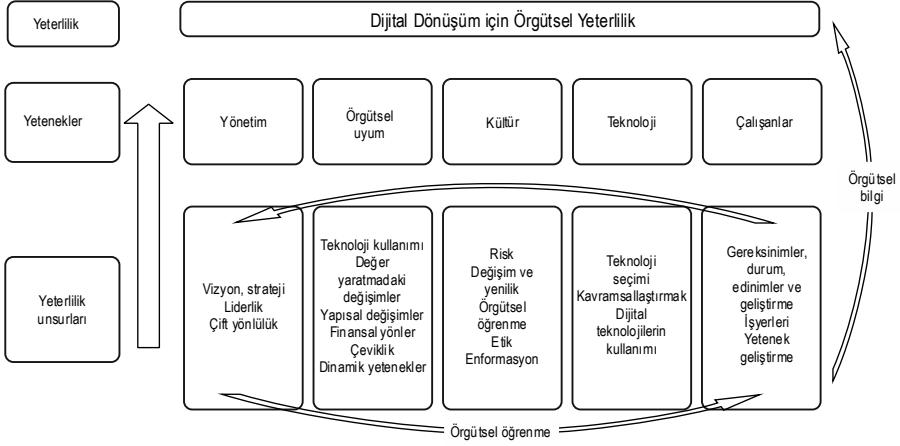 Yeterlilik
Dijital Dönüşüm için Örgütsel Yeterlilik
Yetenekler
Yönetim
Örgütsel
uyum
Kültür
Teknoloji
Çalışanlar
Örgütsel
bilgi
Yeterlilik
unsurları
Vizyon, strateji
Liderlik
Çift yönlülük
Teknoloji kullanımı
Değer
yaratmadaki
değişimler
Yapısal değişimler
Finansal yönler
Çeviklik
Dinamik yetenekler
Risk
Değişim ve
yenilik
Örgütsel
öğrenme
Etik
Enformasyon
Teknoloji
seçimi
Kavramsallaştırmak
Dijital
teknolojilerin
kullanımı
Gereksinimler,
durum,
edinimler ve
geliştirme
İşyerleri
Yetenek
geliştirme
Örgütsel öğrenme